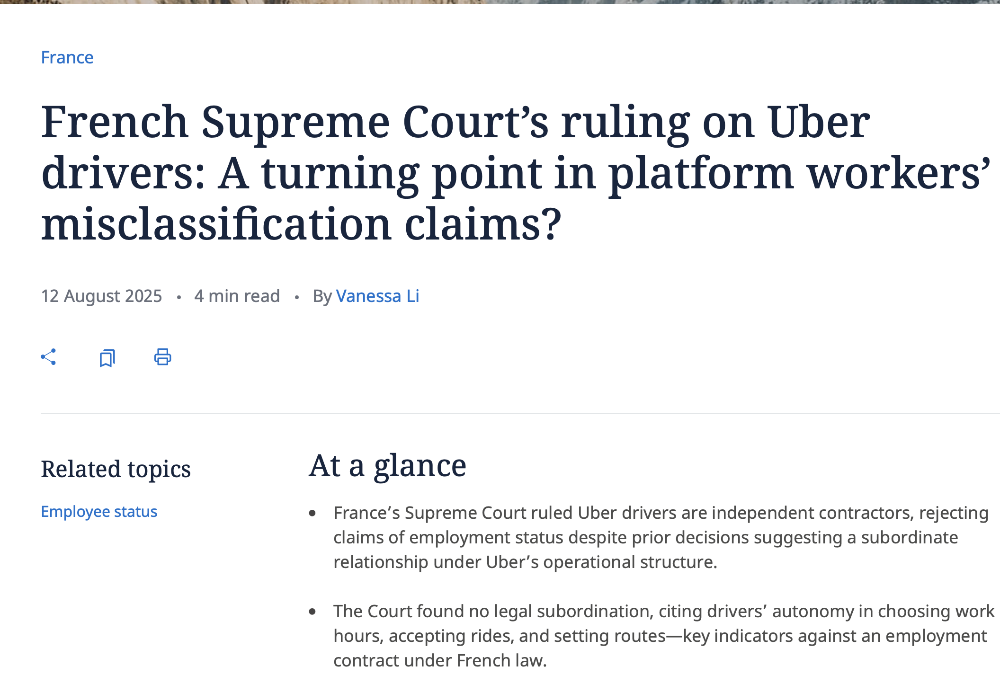 France
French Supreme Court’s ruling on Uber
drivers: A turning point in platform workers’
misclassification claims?
12 August 2025 • 4 min read • By Vanessa Li
Related topics
Employee status
At a glance
• France’s Supreme Court ruled Uber drivers are independent contractors, rejecting
claims of employment status despite prior decisions suggesting a subordinate
relationship under Uber’s operational structure.
• The Court found no legal subordination, citing drivers’ autonomy in choosing work
hours, accepting rides, and setting routes—key indicators against an employment
contract under French law.